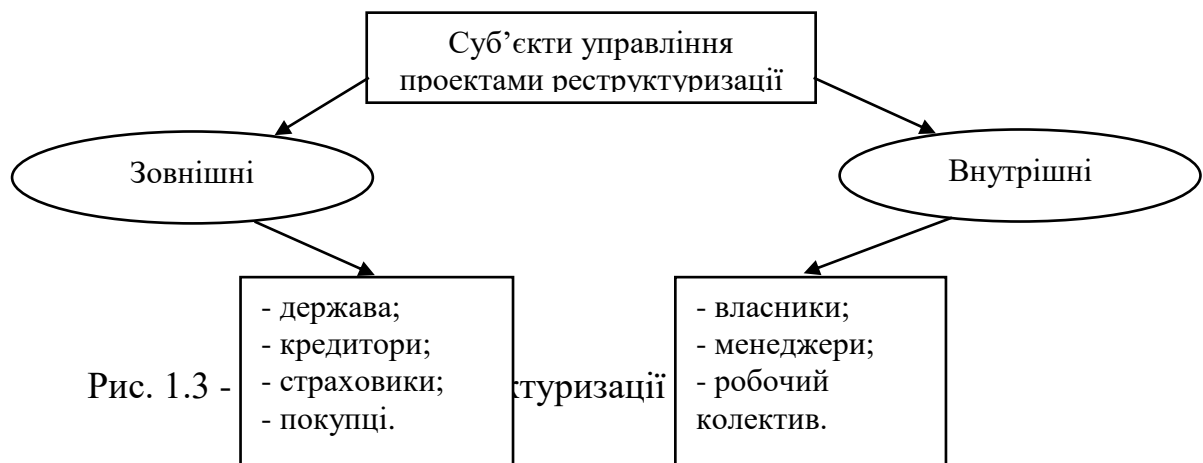 Суб’єкти управління
проектами реструктуризації
Зовнішні
Внутрішні
- держава;
- кредитори;
- страховики;
- покупці.
- власники;
- менеджери;
- робочий
колектив.
Рис. 1.3 - ктуризації